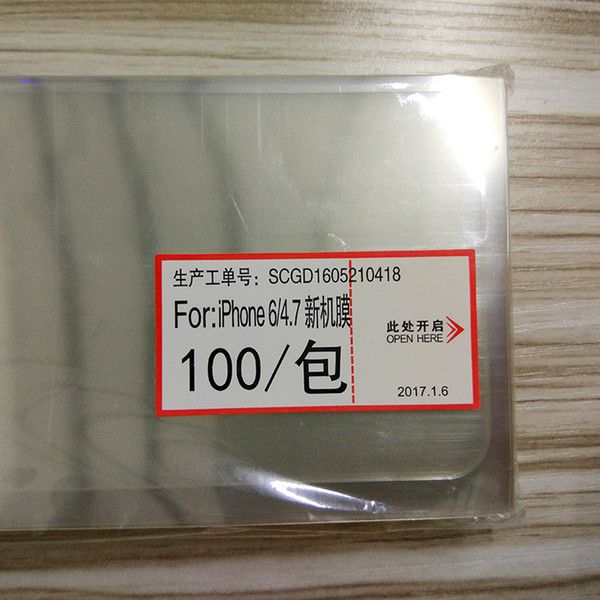 生产工单号: SCGD1605210418
For:iPhone 6/4.7 新机膜
100/包
此处开启
OPEN HERE
2017.1.6